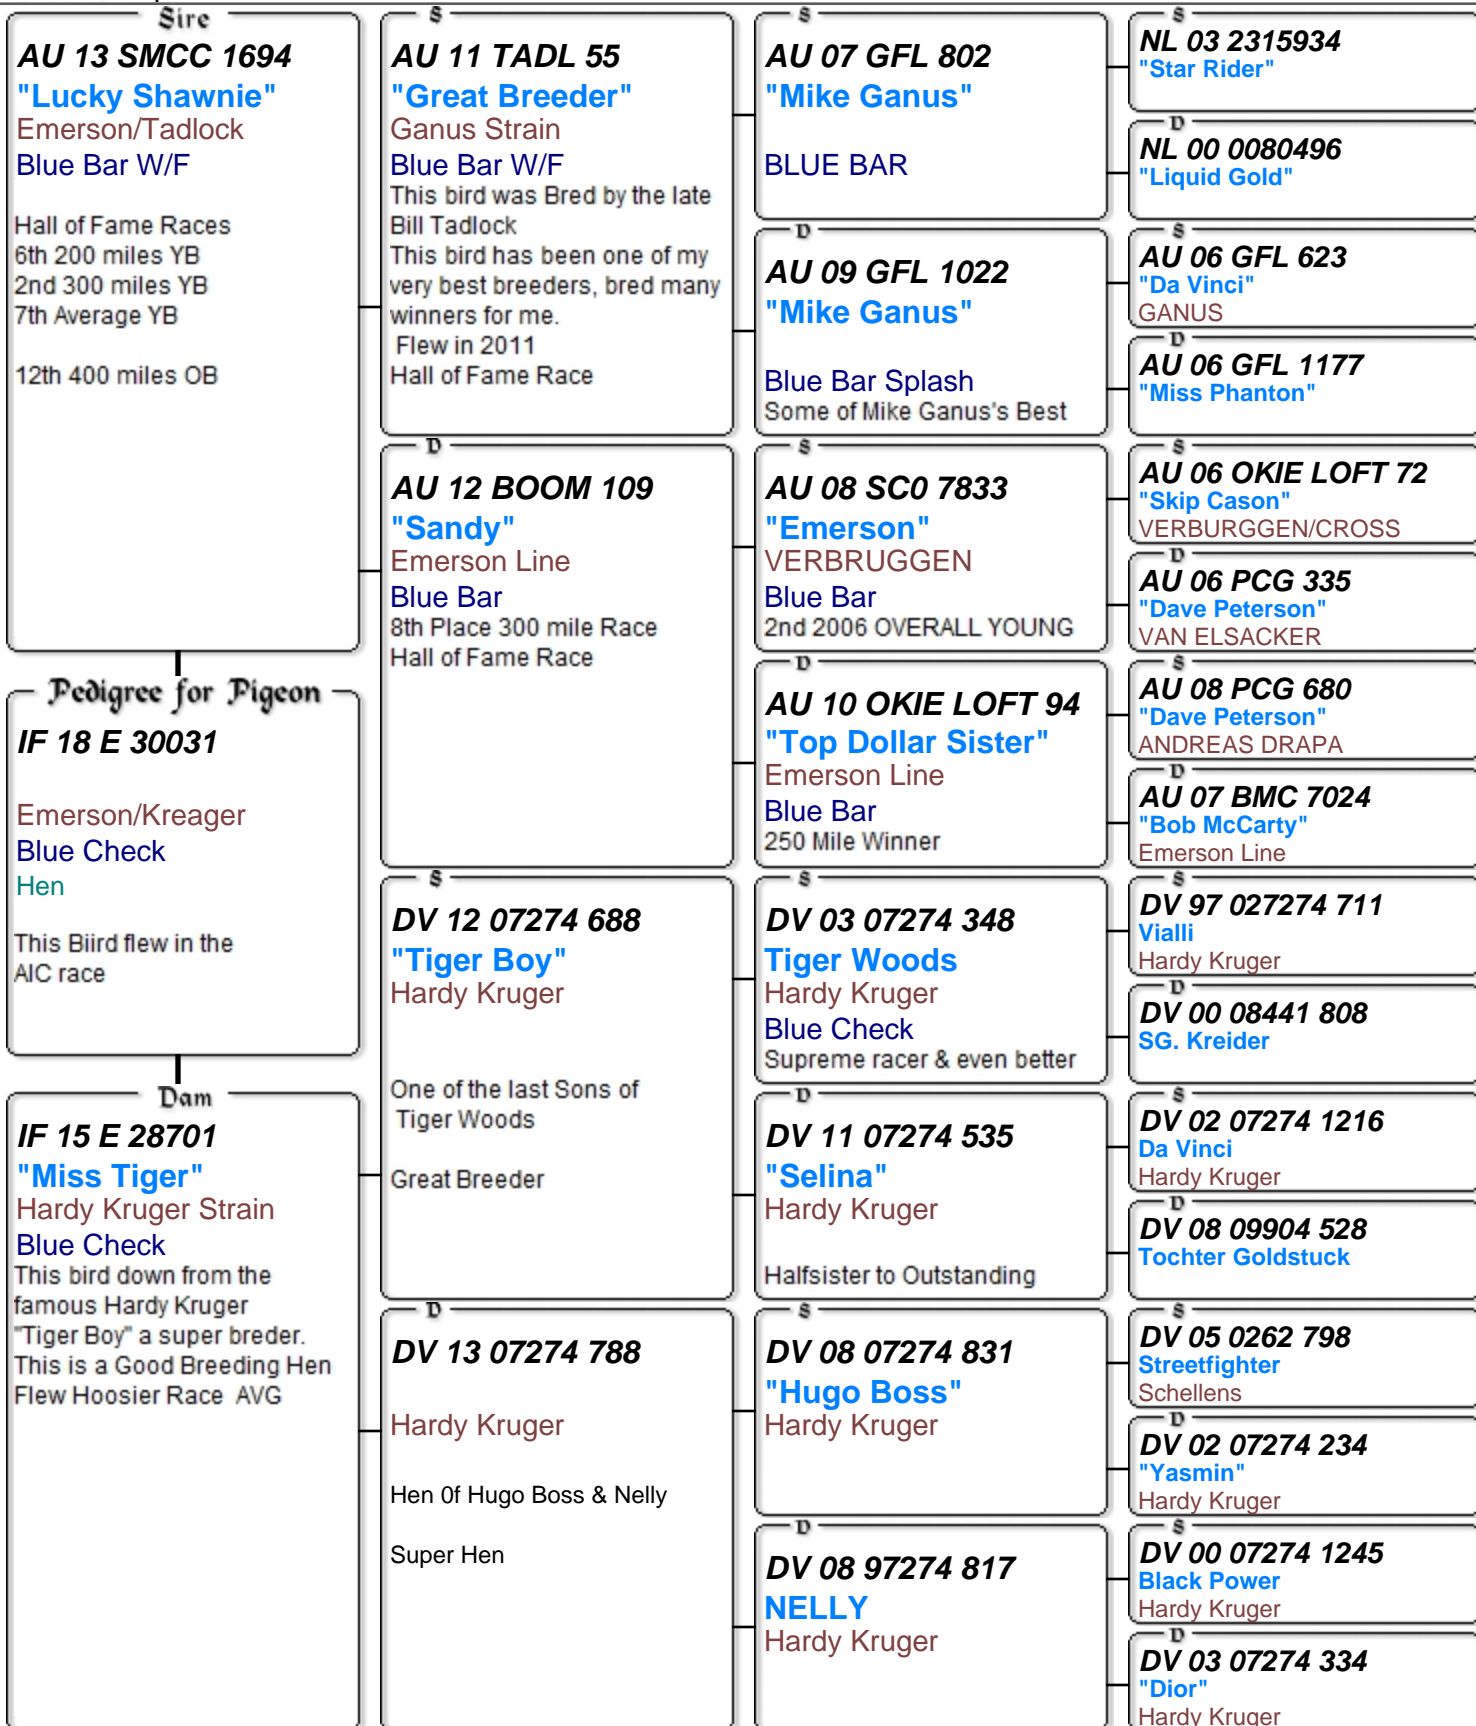 Sire
AU 13 SMCC 1694
"Lucky Shawnie"
Emerson/Tadlock
Blue Bar W/F
Hall of Fame Races
6th 200 miles YB
2nd 300 miles YB
7th Average YB
12th 400 miles OB
Pedigree for Pigeon
IF 18 E 30031
Emerson/Kreager
Blue Check
Hen
This Biird flew in the
AIC race
Dam
IF 15 E 28701
"Miss Tiger"
Hardy Kruger Strain
Blue Check
This bird down from the
famous Hardy Kruger
"Tiger Boy" a super breder.
This is a Good Breeding Hen
Flew Hoosier Race AVG
S
AU 11 TADL 55
"Great Breeder"
Ganus Strain
Blue Bar W/F
This bird was Bred by the late
Bill Tadlock
This bird has been one of my
very best breeders, bred many
winners for me.
Flew in 2011
Hall of Fame Race
D
AU 12 BOOM 109
"Sandy"
Emerson Line
Blue Bar
8th Place 300 mile Race
Hall of Fame Race
S
DV 12 07274 688
"Tiger Boy"
Hardy Kruger
One of the last Sons of
Tiger Woods
Great Breeder
D
DV 13 07274 788
Hardy Kruger
Hen 0f Hugo Boss & Nelly
Super Hen
S
AU 07 GFL 802
"Mike Ganus"
BLUE BAR
D
AU 09 GFL 1022
"Mike Ganus"
Blue Bar Splash
Some of Mike Ganus's Best
S
AU 08 SC0 7833
"Emerson"
VERBRUGGEN
Blue Bar
2nd 2006 OVERALL YOUNG
D
AU 10 OKIE LOFT 94
"Top Dollar Sister"
Emerson Line
Blue Bar
250 Mile Winner
S
DV 03 07274 348
Tiger Woods
Hardy Kruger
Blue Check
Supreme racer & even better
D
DV 11 07274 535
"Selina"
Hardy Kruger
Halfsister to Outstanding
S
DV 08 07274 831
"Hugo Boss"
Hardy Kruger
D
DV 08 97274 817
NELLY
Hardy Kruger
S
NL 03 2315934
"Star Rider"
D
NL 00 0080496
"Liquid Gold"
S
AU 06 GFL 623
"Da Vinci"
GANUS
D
AU 06 GFL 1177
"Miss Phanton"
S
AU 06 OKIE LOFT 72
"Skip Cason"
VERBURGGEN/CROSS
D
AU 06 PCG 335
"Dave Peterson"
VAN ELSACKER
S
AU 08 PCG 680
"Dave Peterson"
ANDREAS DRAPA
D
AU 07 BMC 7024
"Bob McCarty"
Emerson Line
S
DV 97 027274 711
Vialli
Hardy Kruger
D
DV 00 08441 808
SG. Kreider
S
DV 02 07274 1216
Da Vinci
Hardy Kruger
D
DV 08 09904 528
Tochter Goldstuck
S
DV 05 0262 798
Streetfighter
Schellens
D
DV 02 07274 234
"Yasmin"
Hardy Kruger
S
DV 00 07274 1245
Black Power
Hardy Kruger
D
DV 03 07274 334
"Dior"
Hardy Kruger